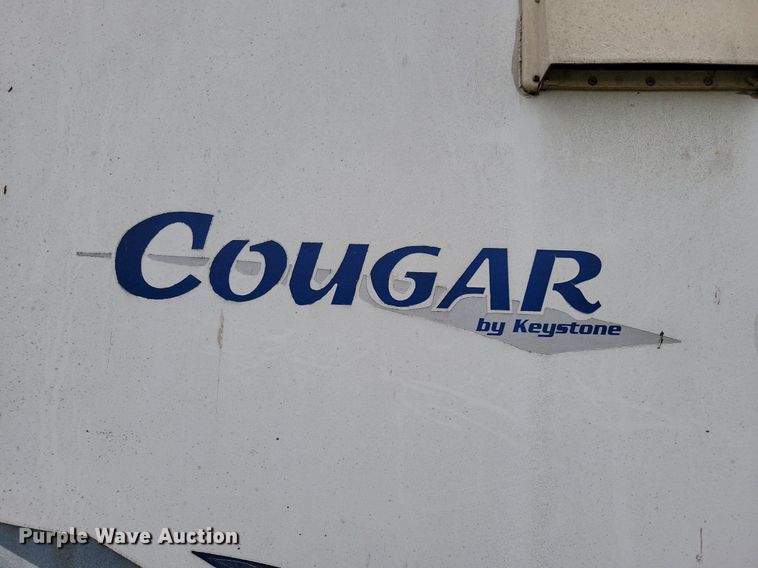 COUGAR
by Keystone
Purple Wave Auction